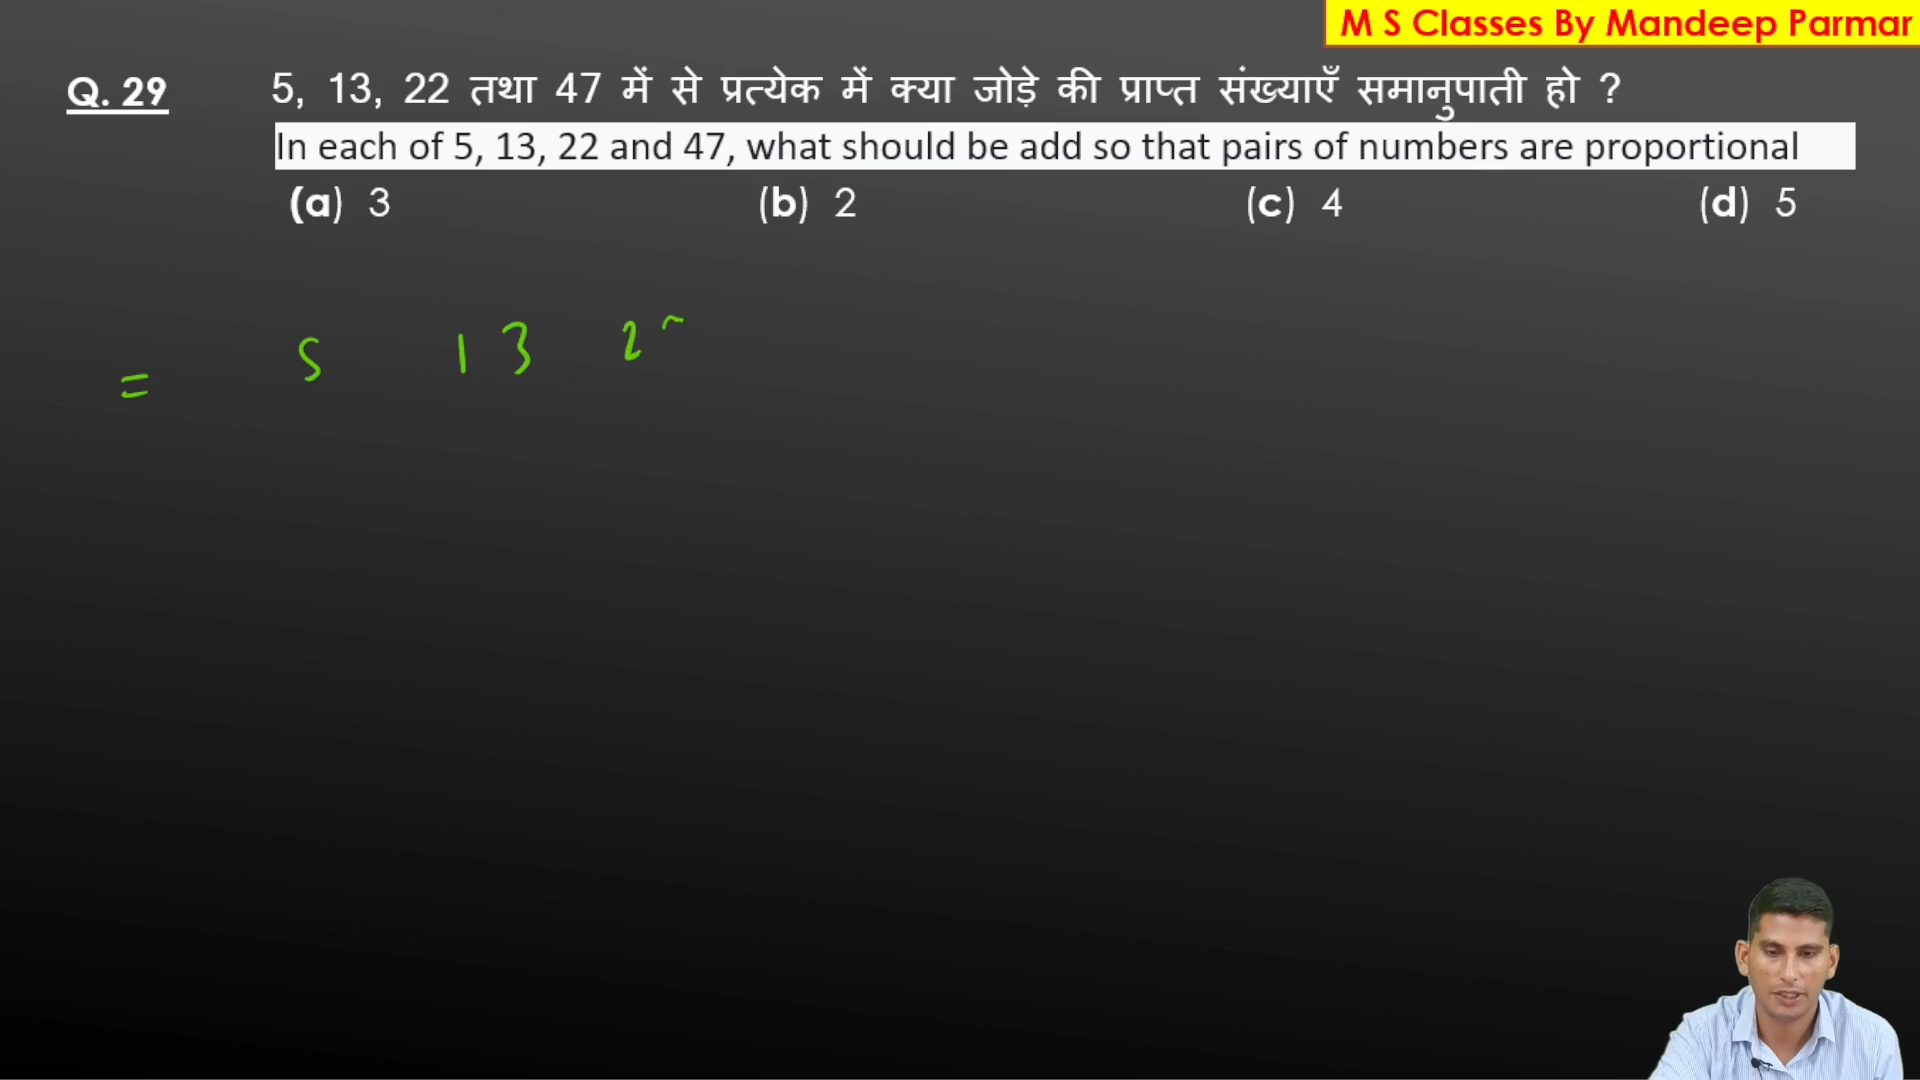 M S Classes By Mandeep Parmar
Q. 29 5, 13, 22 तथा 47 में से प्रत्येक में क्या जोड़े की प्राप्त संख्याएँ समानुपाती हो ?
In each of 5, 13, 22 and 47, what should be add so that pairs of numbers are proportional
(a) 3 (b) 2 (c) 4 (d) 5
= 5 13 2